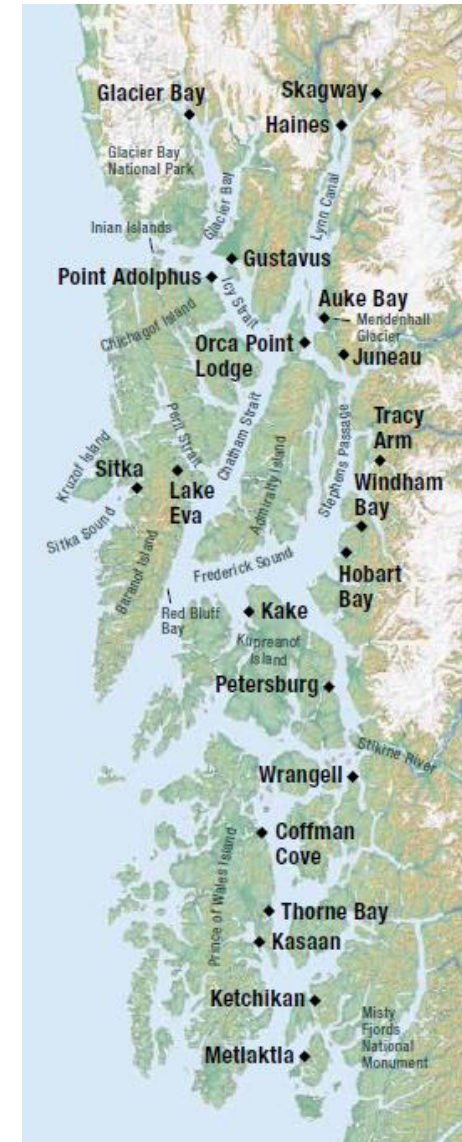 Glacier Bay
Skagway
Haines
Glacier Bay
National Park
Glacier Bay
Lynn Canal
Inian Islands
Gustavus
Point Adolphus
Icy Strait
Auke Bay
Mendenhall
Glacier
Chichagof Island
Orca Point
Lodge
Juneau
Peril Strait
Chatham Strait
Stephens Passage
Tracy
Arm
Kruzof Island
Sitka
Lake
Eva
Admiralty Island
Windham
Bay
Sitka Sound
Baranof Island
Frederick Sound
Hobart
Bay
Red Bluff
Bay
Kake
Kupreanof
Island
Petersburg
Stikine River
Wrangell
Prince of Wales Island
Coffman
Cove
Thorne Bay
Kasaan
Ketchikan
Misty
Fjords
National
Monument
Metlaktla